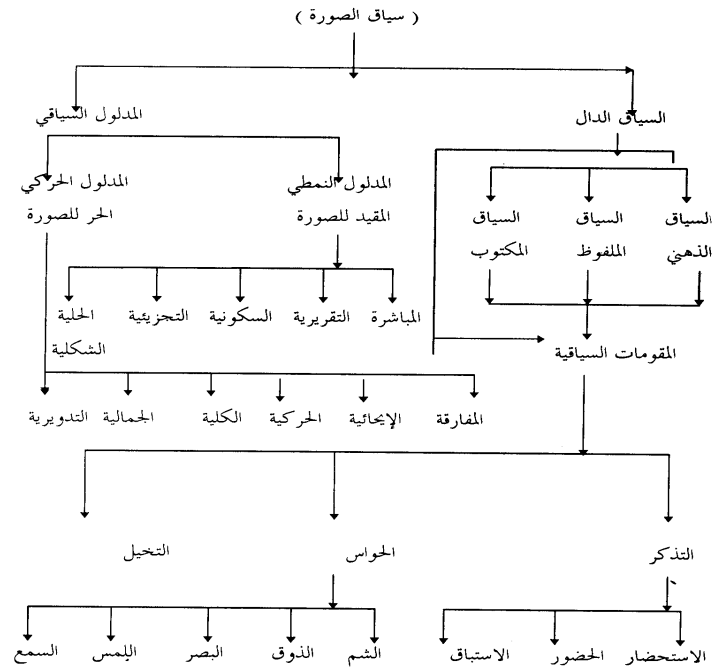 ( سياق الصورة )
السياق الدال
المدلول السياقي
المدلول النمطي
المقيد للصورة
المدلول الحركي
الحر للصورة
السياق
الذهني
السياق
الملفوظ
السياق
المكتوب
المباشرة
التقريرية
السكونية
التجزيئية
الحلية
الشكلية
المقومات السياقية
المفارقة
الإيحائية
الحركية
الكلية
الجمالية
التدويرية
التذكر
الحواس
التخيل
الاستحضار
الحضور
الاستباق
الشم
الذوق
البصر
اللمس
السمع